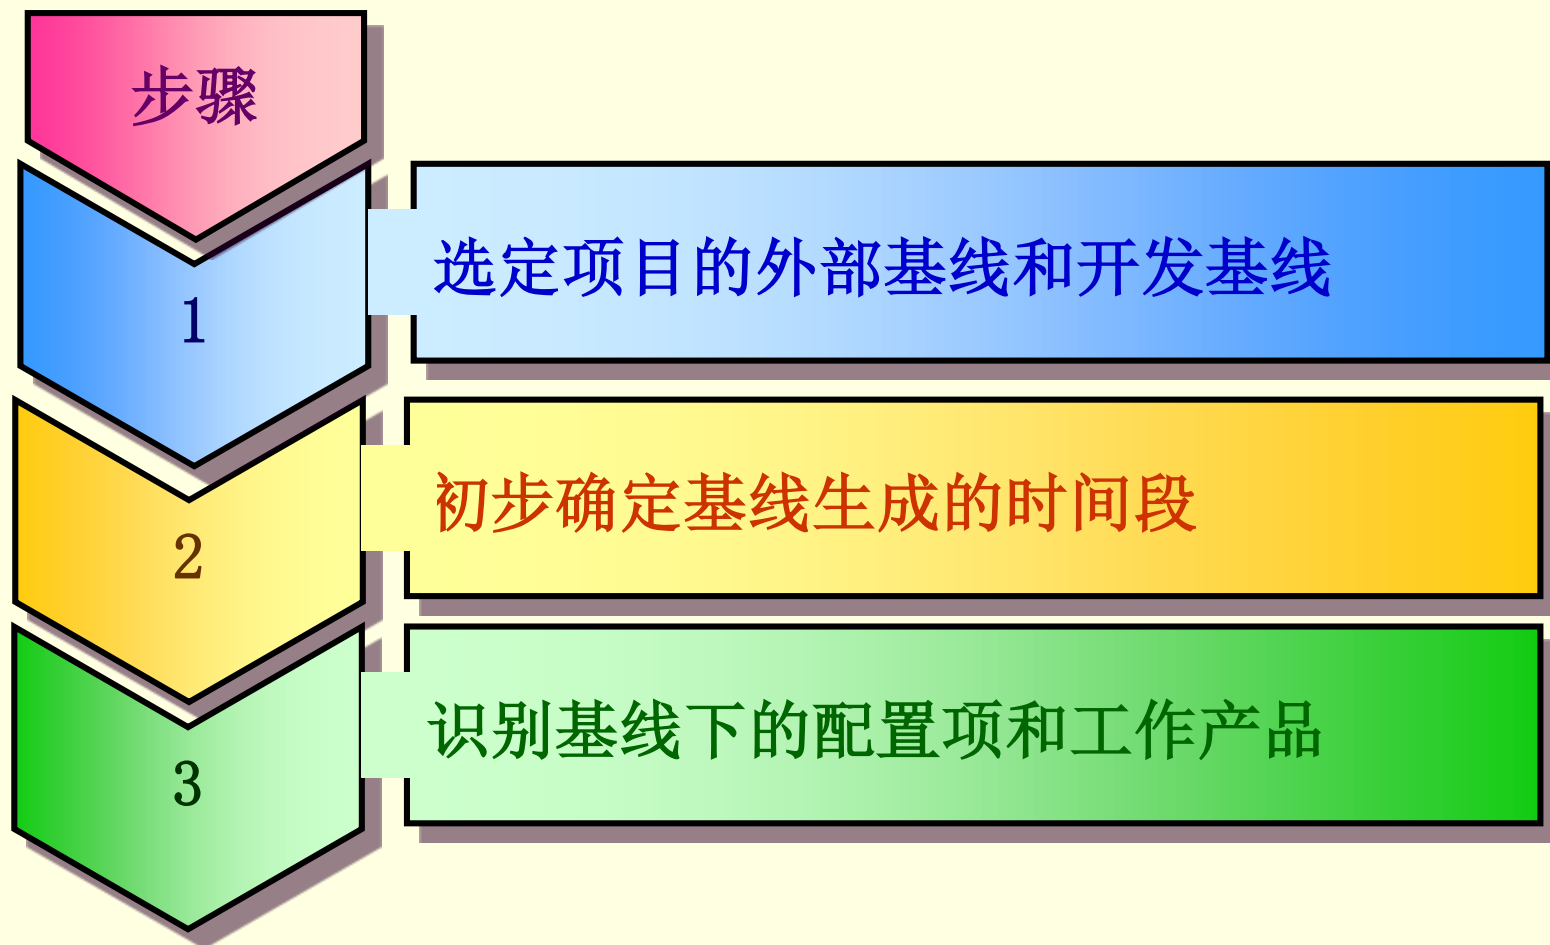 步骤
1
选定项目的外部基线和开发基线
2
初步确定基线生成的时间段
3
识别基线下的配置项和工作产品